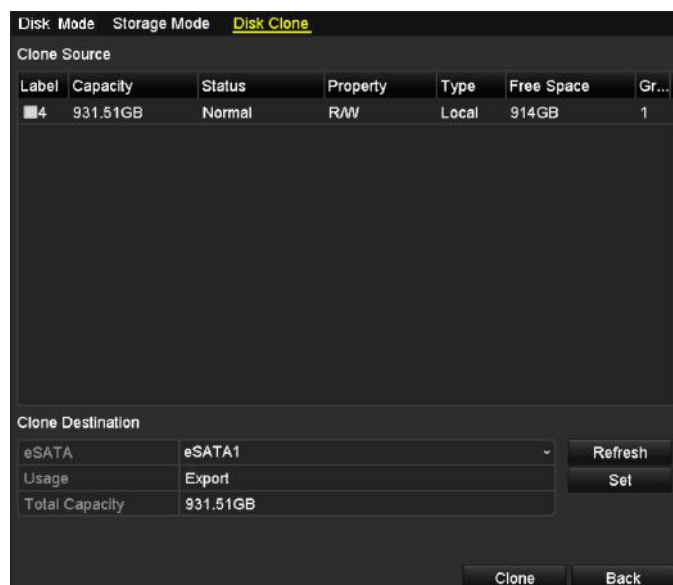 Disk Mode Storage Mode Disk Clone
Clone Source
Label Capacity Status Property Type Free Space Gr...
4 931.51GB Normal R/W Local 914GB 1
Clone Destination
eSATA eSATA1 Refresh
Usage Export Set
Total Capacity 931.51GB
Clone Back